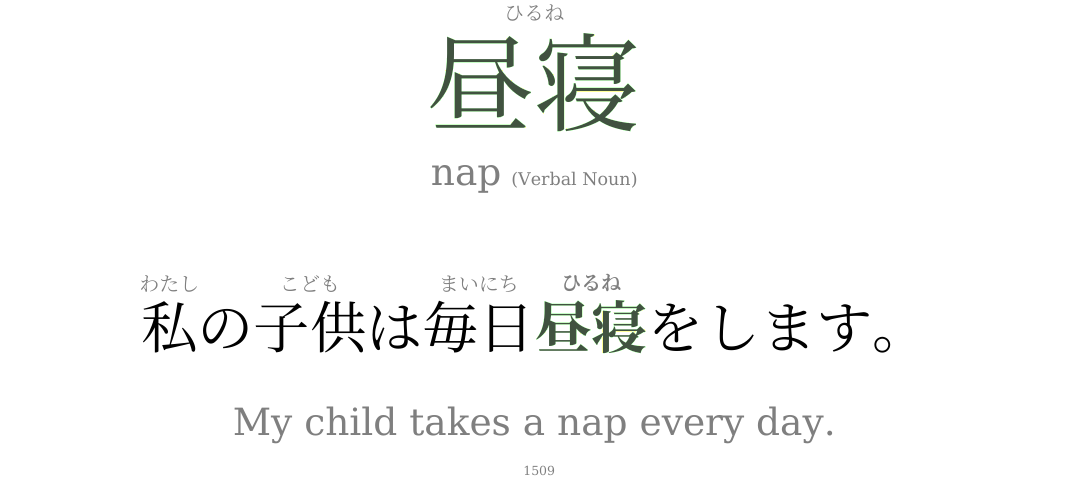 ひるね
昼寝
nap (Verbal Noun)
わたし こども まいにち ひるね
私の子供は毎日昼寝をします。
My child takes a nap every day.
1509